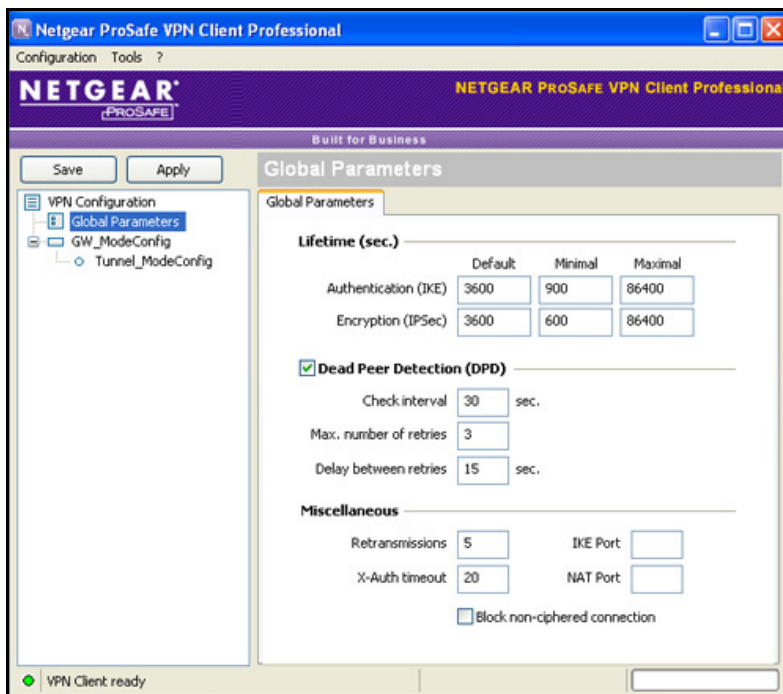 Netgear ProSafe VPN Client Professional
Configuration Tools ?
NETGEAR®
PROSAFE
NETGEAR PROSAFE VPN Client Professiona
Built for Business
Save Apply
Global Parameters
VPN Configuration
Global Parameters
GW_ModeConfig
Tunnel_ModeConfig
Global Parameters
Lifetime (sec.)
Default Minimal Maximal
Authentication (IKE) 3600 900 86400
Encryption (IPSec) 3600 600 86400
Dead Peer Detection (DPD)
Check interval 30 sec.
Max. number of retries 3
Delay between retries 15 sec.
Miscellaneous
Retransmissions 5 IKE Port
X-Auth timeout 20 NAT Port
Block non-ciphered connection
VPN Client ready